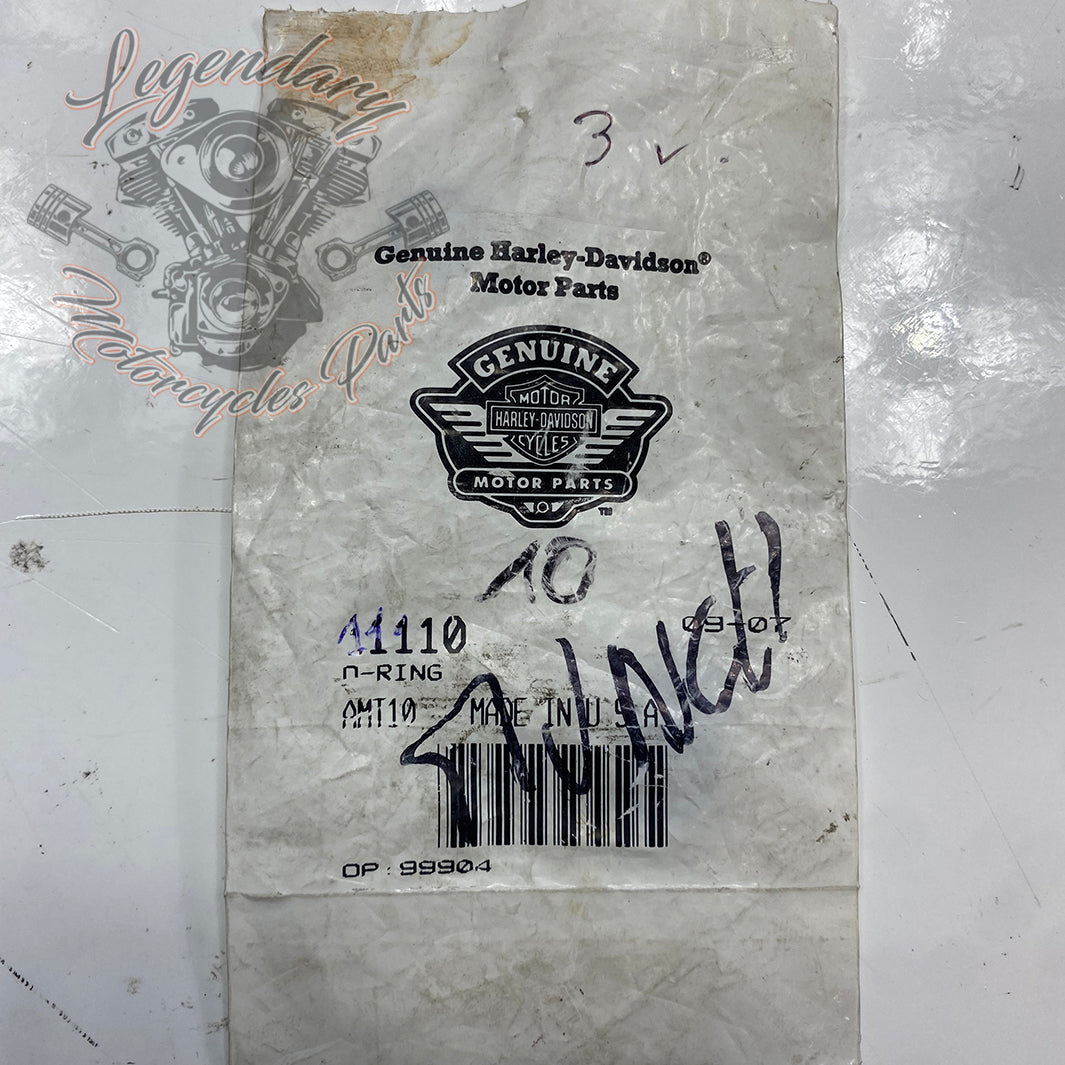 Legendary
Motorcycles Parts
3 ✓
Genuine Harley-Davidson®
Motor Parts
GENUINE
MOTOR
HARLEY-DAVIDSON
CYCLES
MOTOR PARTS
TM
10
11110
09-07
O-RING
AMT10 MADE IN U S A
OP: 99904